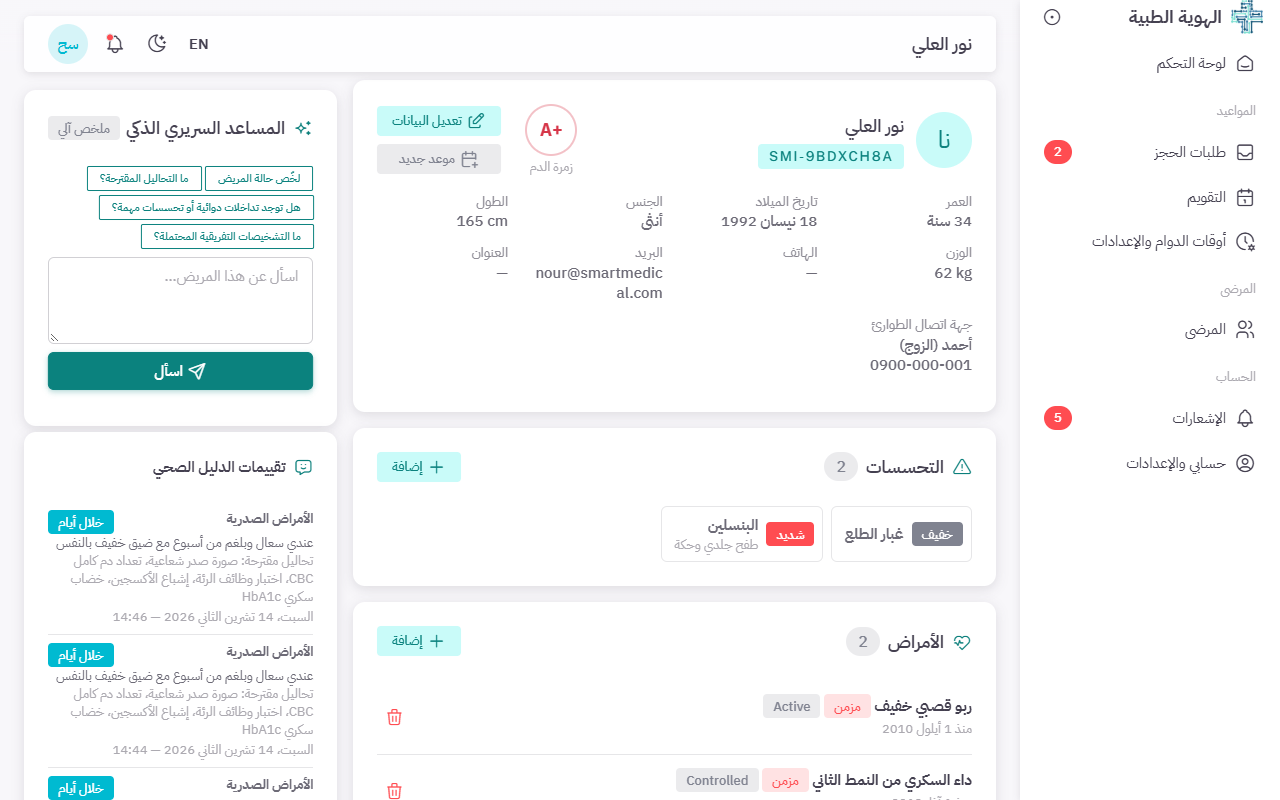 الهوية الطبية
لوحة التحكم
المواعيد
طلبات الحجز
2
التقويم
أوقات الدوام والإعدادات
المرضى
المرضى
الحساب
الإشعارات
5
حسابي والإعدادات
نور العلي
EN
سح
نا
نور العلي
SMI-9BDXCH8A
A+
زمرة الدم
تعديل البيانات
موعد جديد
العمر
34 سنة
تاريخ الميلاد
18 نيسان 1992
الجنس
أنثى
الطول
165 cm
الوزن
62 kg
الهاتف
—
البريد
nour@smartmedic
al.com
العنوان
—
جهة اتصال الطوارئ
أحمد (الزوج)
0900-000-001
التحسسات
2
إضافة
خفيف
غبار الطلع
شديد
البنسلين
طفح جلدي وحكة
الأمراض
2
إضافة
ربو قصبي خفيف مزمن Active
منذ 1 أيلول 2010
داء السكري من النمط الثاني مزمن Controlled
المساعد السريري الذكي
ملخص آلي
لخّص حالة المريض
ما التحاليل المقترحة؟
هل توجد تداخلات دوائية أو تحسسات مهمة؟
ما التشخيصات التفريقية المحتملة؟
اسأل عن هذا المريض...
اسأل
تقييمات الدليل الصحي
الأمراض الصدرية
خلال أيام
عندي سعال وبلغم من أسبوع مع ضيق خفيف بالنفس
تحاليل مقترحة: صورة صدر شعاعية، تعداد دم كامل
CBC، اختبار وظائف الرئة، إشباع الأكسجين، خضاب
سكري HbA1c
السبت، 14 تشرين الثاني 2026 — 14:46
الأمراض الصدرية
خلال أيام
عندي سعال وبلغم من أسبوع مع ضيق خفيف بالنفس
تحاليل مقترحة: صورة صدر شعاعية، تعداد دم كامل
CBC، اختبار وظائف الرئة، إشباع الأكسجين، خضاب
سكري HbA1c
السبت، 14 تشرين الثاني 2026 — 14:44
الأمراض الصدرية
خلال أيام